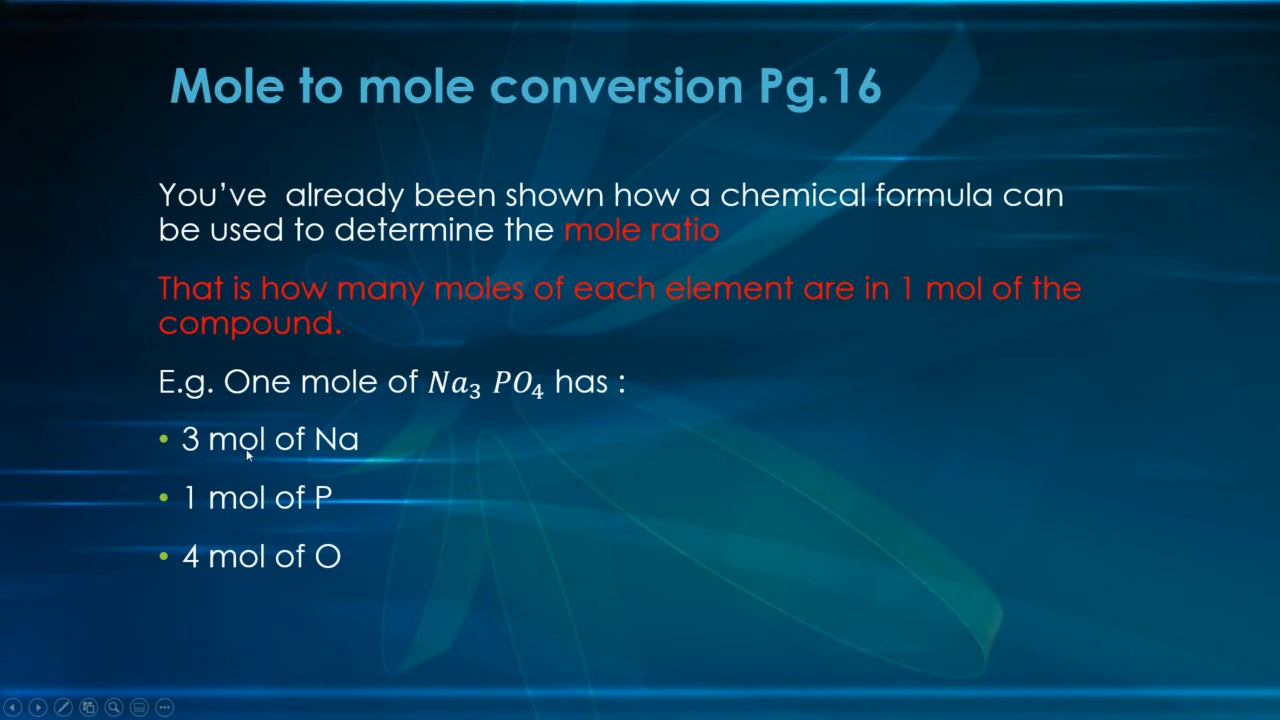 Mole to mole conversion Pg.16
You’ve already been shown how a chemical formula can
be used to determine the mole ratio
That is how many moles of each element are in 1 mol of the
compound.
E.g. One mole of Na₃ PO₄ has :
• 3 mol of Na
• 1 mol of P
• 4 mol of O